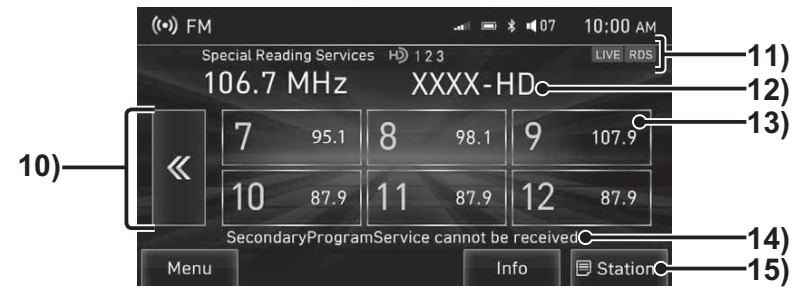 FM 07 10:00 AM
Special Reading Services HD 1 2 3 LIVE RDS
11)
106.7 MHz XXXX-HD
12)
7 95.1 8 98.1 9 107.9
13)
10)
«
10 87.9 11 87.9 12 87.9
SecondaryProgramService cannot be received
14)
Menu Info Station
15)